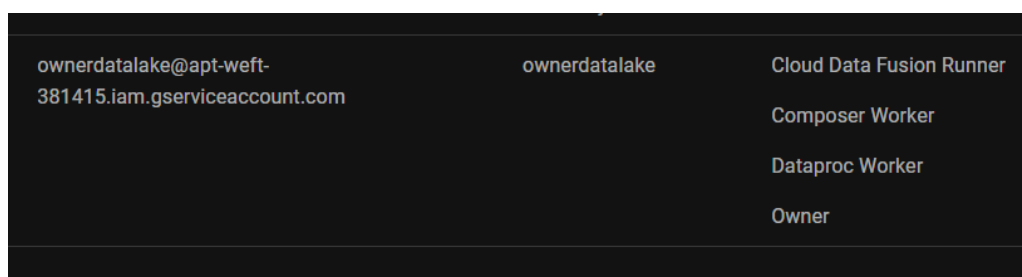 ownerdatalake@apt-weft-
381415.iam.gserviceaccount.com
ownerdatalake
Cloud Data Fusion Runner
Composer Worker
Dataproc Worker
Owner